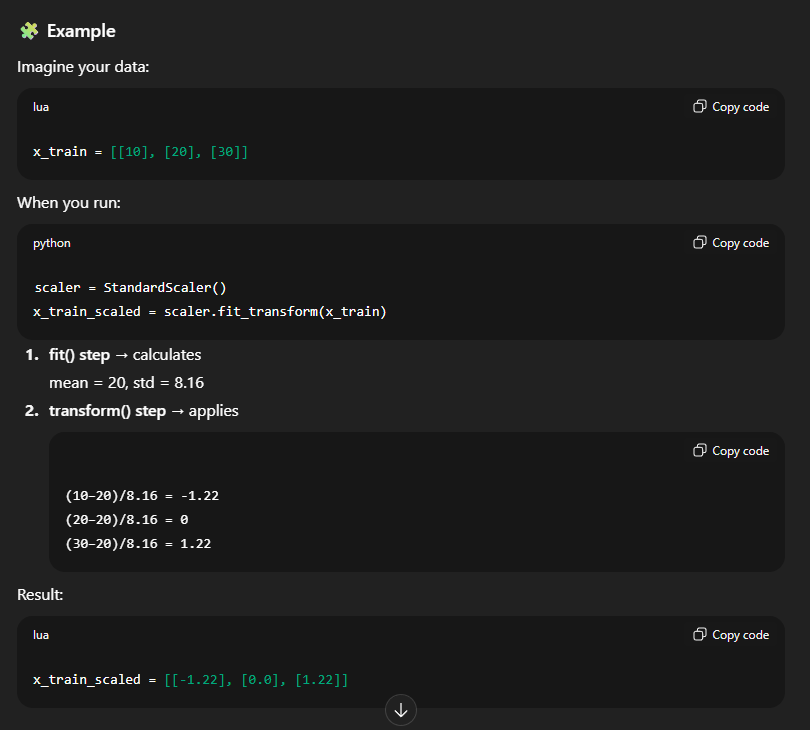 🧩 Example
Imagine your data:
lua
Copy code
x_train = [[10], [20], [30]]
When you run:
python
Copy code
scaler = StandardScaler()
x_train_scaled = scaler.fit_transform(x_train)
1. fit() step → calculates
mean = 20, std = 8.16
2. transform() step → applies
Copy code
(10–20)/8.16 = -1.22
(20–20)/8.16 = 0
(30–20)/8.16 = 1.22
Result:
lua
Copy code
x_train_scaled = [[-1.22], [0.0], [1.22]]